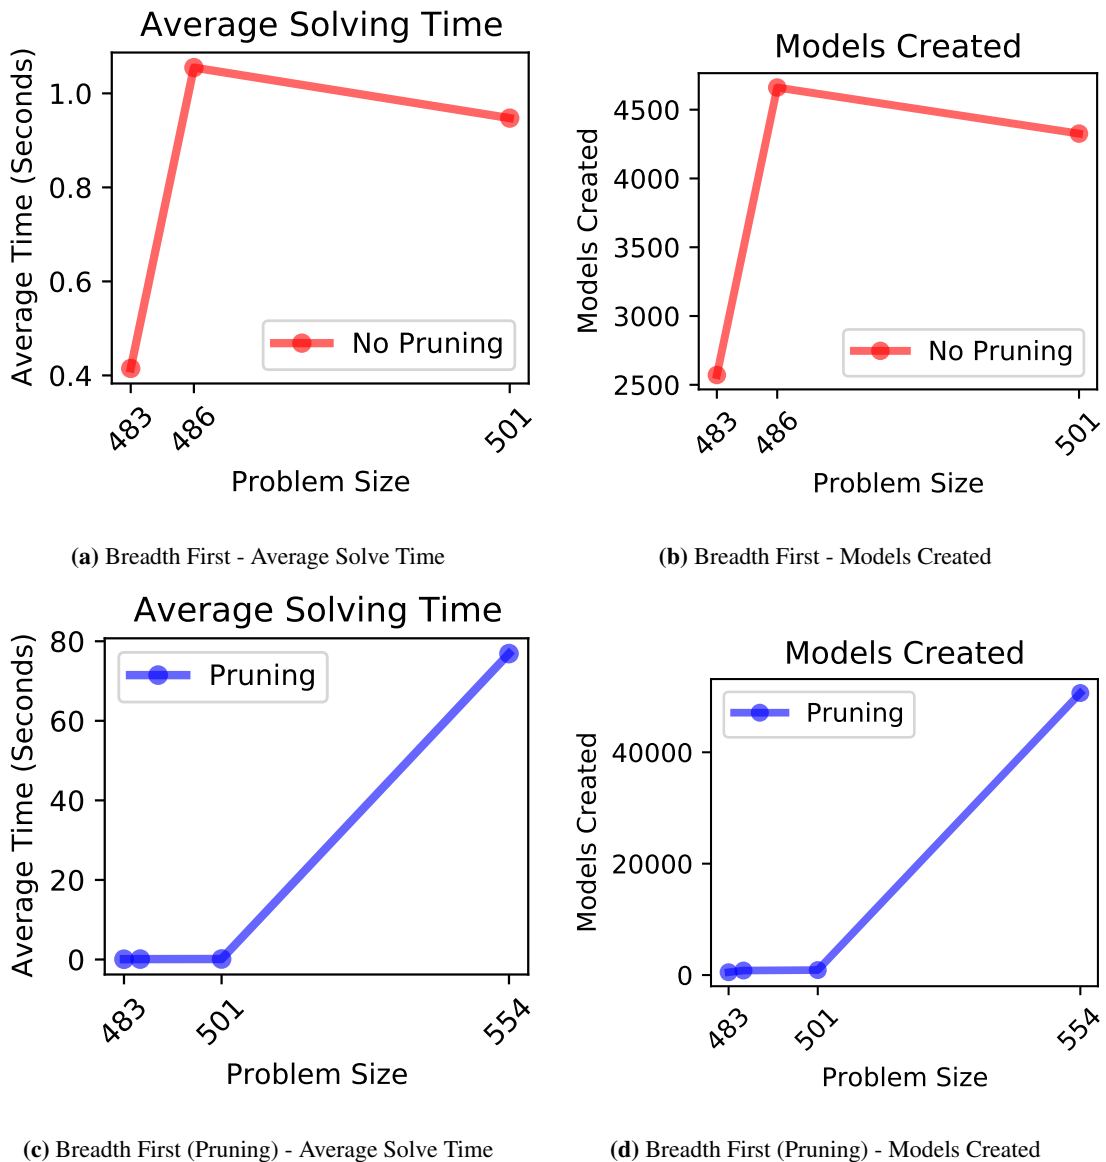 Average Solving Time
Average Time (Seconds)
1.0
0.8
0.6
0.4
No Pruning
483
486
501
Problem Size
(a) Breadth First - Average Solve Time
Models Created
Models Created
4500
4000
3500
3000
2500
No Pruning
483
486
501
Problem Size
(b) Breadth First - Models Created
Average Solving Time
Average Time (Seconds)
80
60
40
20
0
Pruning
483
501
554
Problem Size
(c) Breadth First (Pruning) - Average Solve Time
Models Created
Models Created
40000
20000
0
Pruning
483
501
554
Problem Size
(d) Breadth First (Pruning) - Models Created